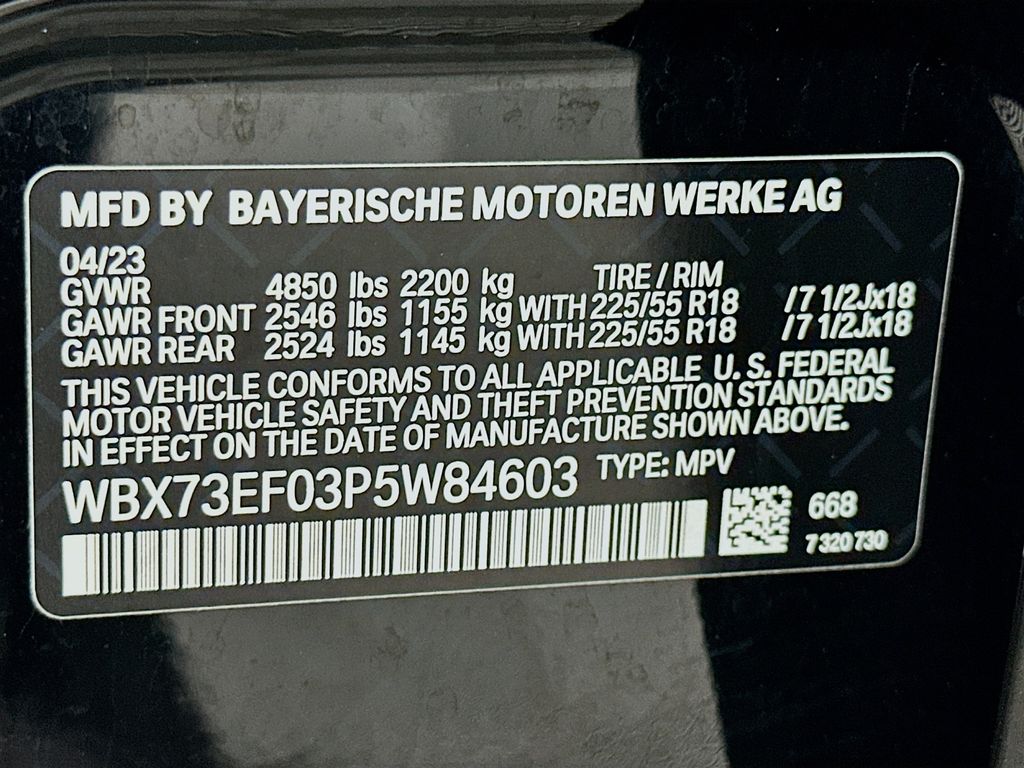 MFD BY BAYERISCHE MOTOREN WERKE AG
04/23
GVWR 4850 lbs 2200 kg TIRE / RIM
GAWR FRONT 2546 lbs 1155 kg WITH 225/55 R18 /7 1/2Jx18
GAWR REAR 2524 lbs 1145 kg WITH 225/55 R18 /7 1/2Jx18
THIS VEHICLE CONFORMS TO ALL APPLICABLE U. S. FEDERAL
MOTOR VEHICLE SAFETY AND THEFT PREVENTION STANDARDS
IN EFFECT ON THE DATE OF MANUFACTURE SHOWN ABOVE.
WBX73EF03P5W84603 TYPE: MPV
668
7 320 730